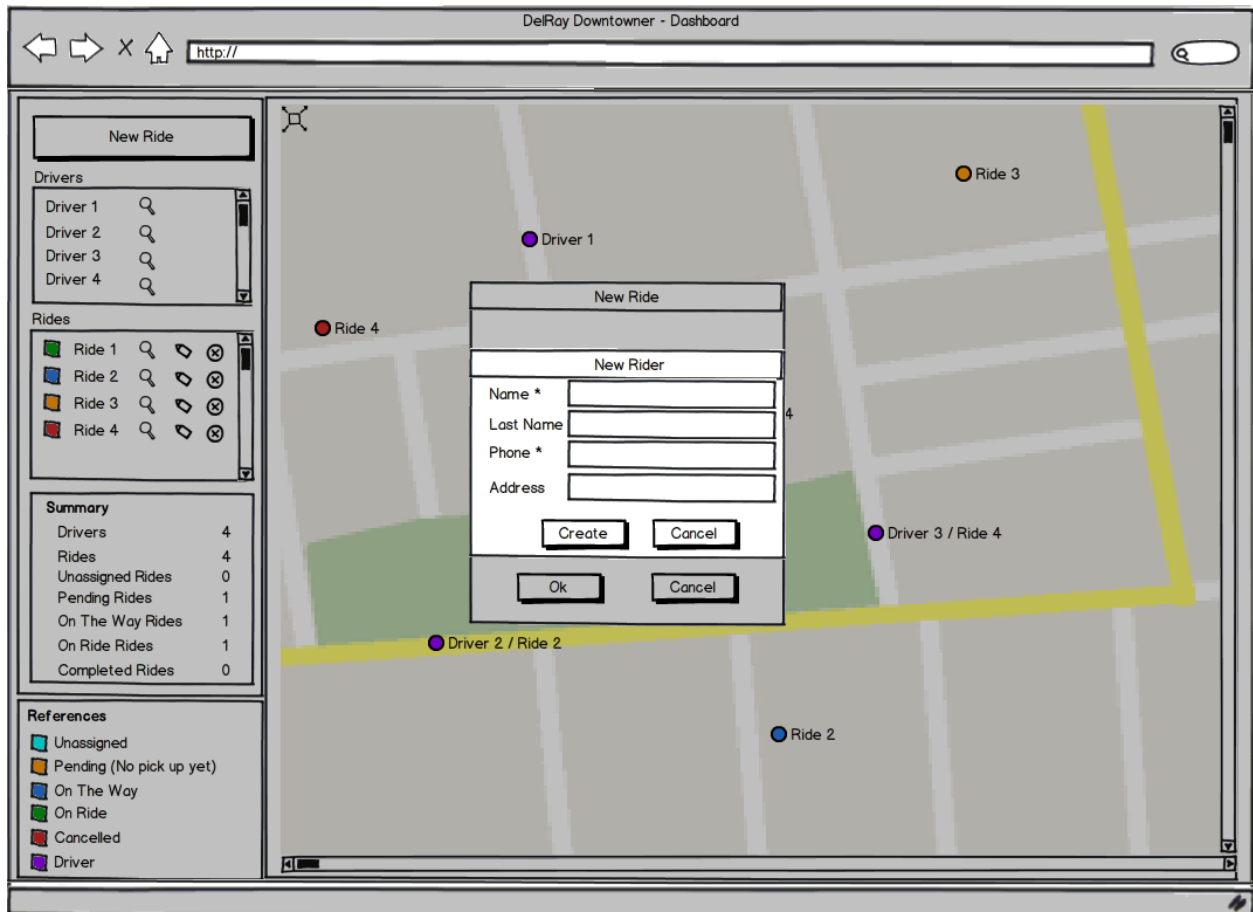 DelRay Downtowner - Dashboard
http://
New Ride
Drivers
Driver 1
Driver 2
Driver 3
Driver 4
Rides
Ride 1
Ride 2
Ride 3
Ride 4
Summary
Drivers 4
Rides 4
Unassigned Rides 0
Pending Rides 1
On The Way Rides 1
On Ride Rides 1
Completed Rides 0
References
Unassigned
Pending (No pick up yet)
On The Way
On Ride
Cancelled
Driver
Ride 3
Driver 1
Ride 4
4
Driver 3 / Ride 4
Driver 2 / Ride 2
Ride 2
New Ride
New Rider
Name *
Last Name
Phone *
Address
Create Cancel
Ok Cancel